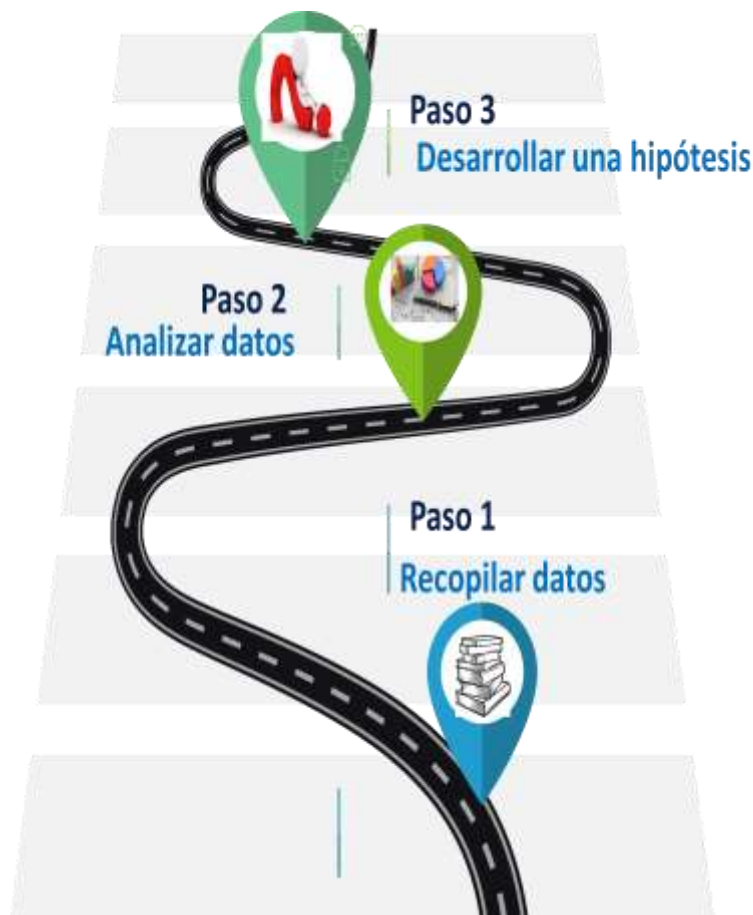 Paso 3
Desarrollar una hipótesis
Paso 2
Analizar datos
Paso 1
Recopilar datos